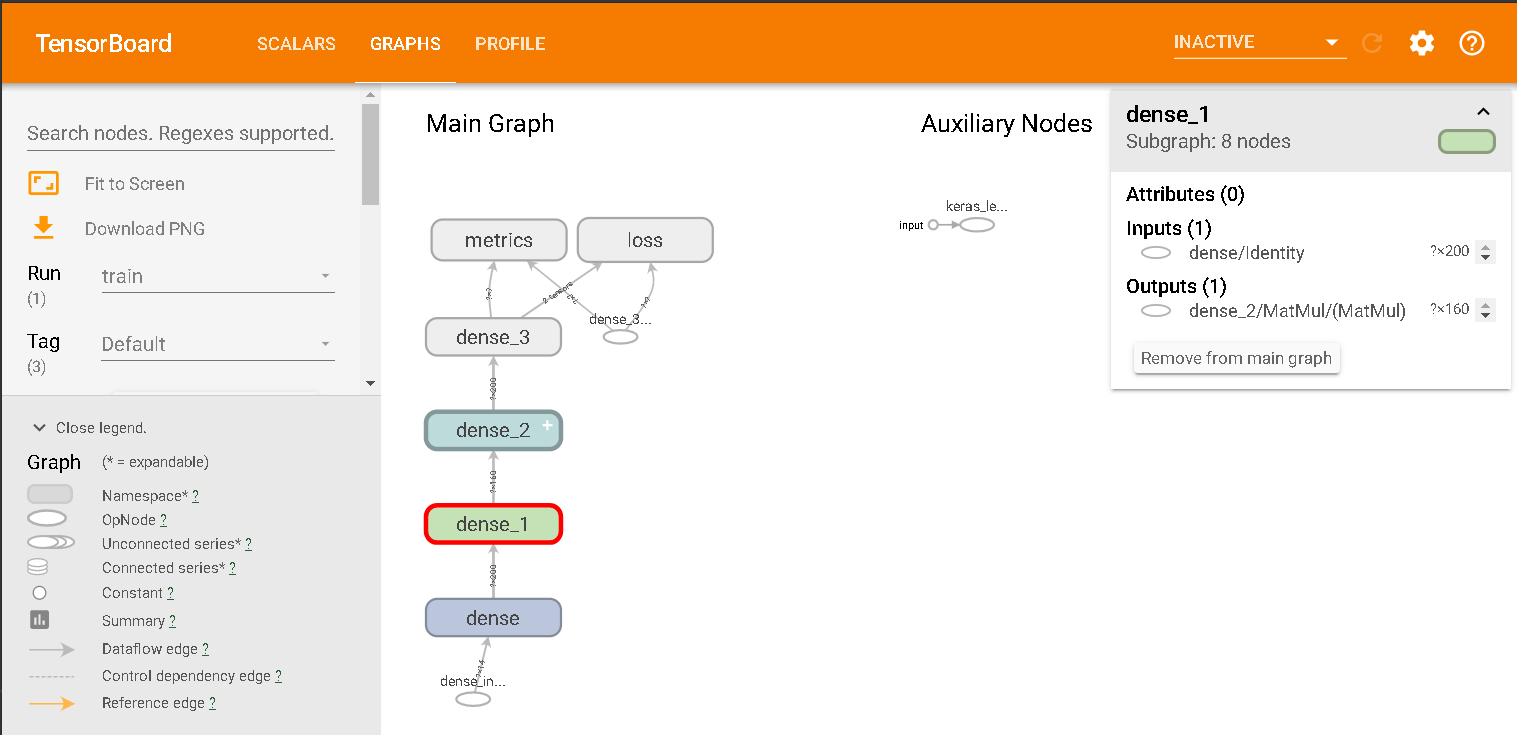 TensorBoard SCALARS GRAPHS PROFILE INACTIVE
Search nodes. Regexes supported.
Fit to Screen
Download PNG
Run
(1)
train
Tag
(3)
Default
Close legend.
Graph (* = expandable)
Namespace* ?
OpNode ?
Unconnected series* ?
Connected series* ?
Constant ?
Summary ?
Dataflow edge ?
Control dependency edge ?
Reference edge ?
Main Graph
metrics
loss
2 tensors
dense_3...
dense_3
?×200
dense_2
?×160
dense_1
?×200
dense
?×14
dense_in...
Auxiliary Nodes
keras_le...
input
dense_1
Subgraph: 8 nodes
Attributes (0)
Inputs (1)
dense/Identity ?×200
Outputs (1)
dense_2/MatMul/(MatMul) ?×160
Remove from main graph